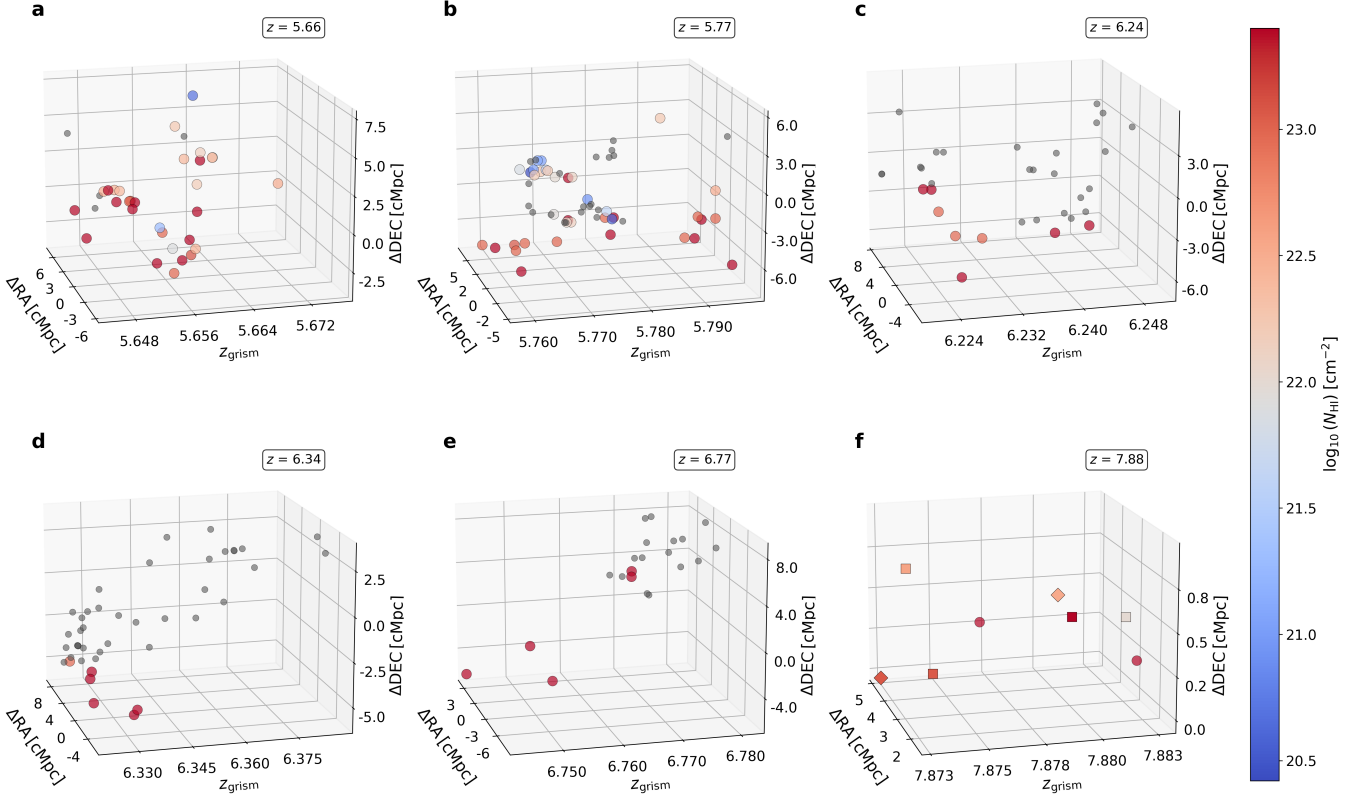 a
z = 5.66
7.5
5.0
2.5
0.0
-2.5
ΔDEC [cMpc]
6
3
0
-3
-6
ΔRA [cMpc]
5.648
5.656
5.664
5.672
z_grism
b
z = 5.77
6.0
3.0
0.0
-3.0
-6.0
ΔDEC [cMpc]
5
2
0
-2
-5
ΔRA [cMpc]
5.760
5.770
5.780
5.790
z_grism
c
z = 6.24
3.0
0.0
-3.0
-6.0
ΔDEC [cMpc]
8
4
0
-4
ΔRA [cMpc]
6.224
6.232
6.240
6.248
z_grism
23.0
22.5
22.0
21.5
21.0
20.5
log₁₀ (N_HI) [cm⁻²]
d
z = 6.34
2.5
0.0
-2.5
-5.0
ΔDEC [cMpc]
8
4
0
-4
ΔRA [cMpc]
6.330
6.345
6.360
6.375
z_grism
e
z = 6.77
8.0
4.0
0.0
-4.0
ΔDEC [cMpc]
3
0
-3
-6
ΔRA [cMpc]
6.750
6.760
6.770
6.780
z_grism
f
z = 7.88
0.8
0.5
0.2
0.0
ΔDEC [cMpc]
5
4
3
2
ΔRA [cMpc]
7.873
7.875
7.878
7.880
7.883
z_grism